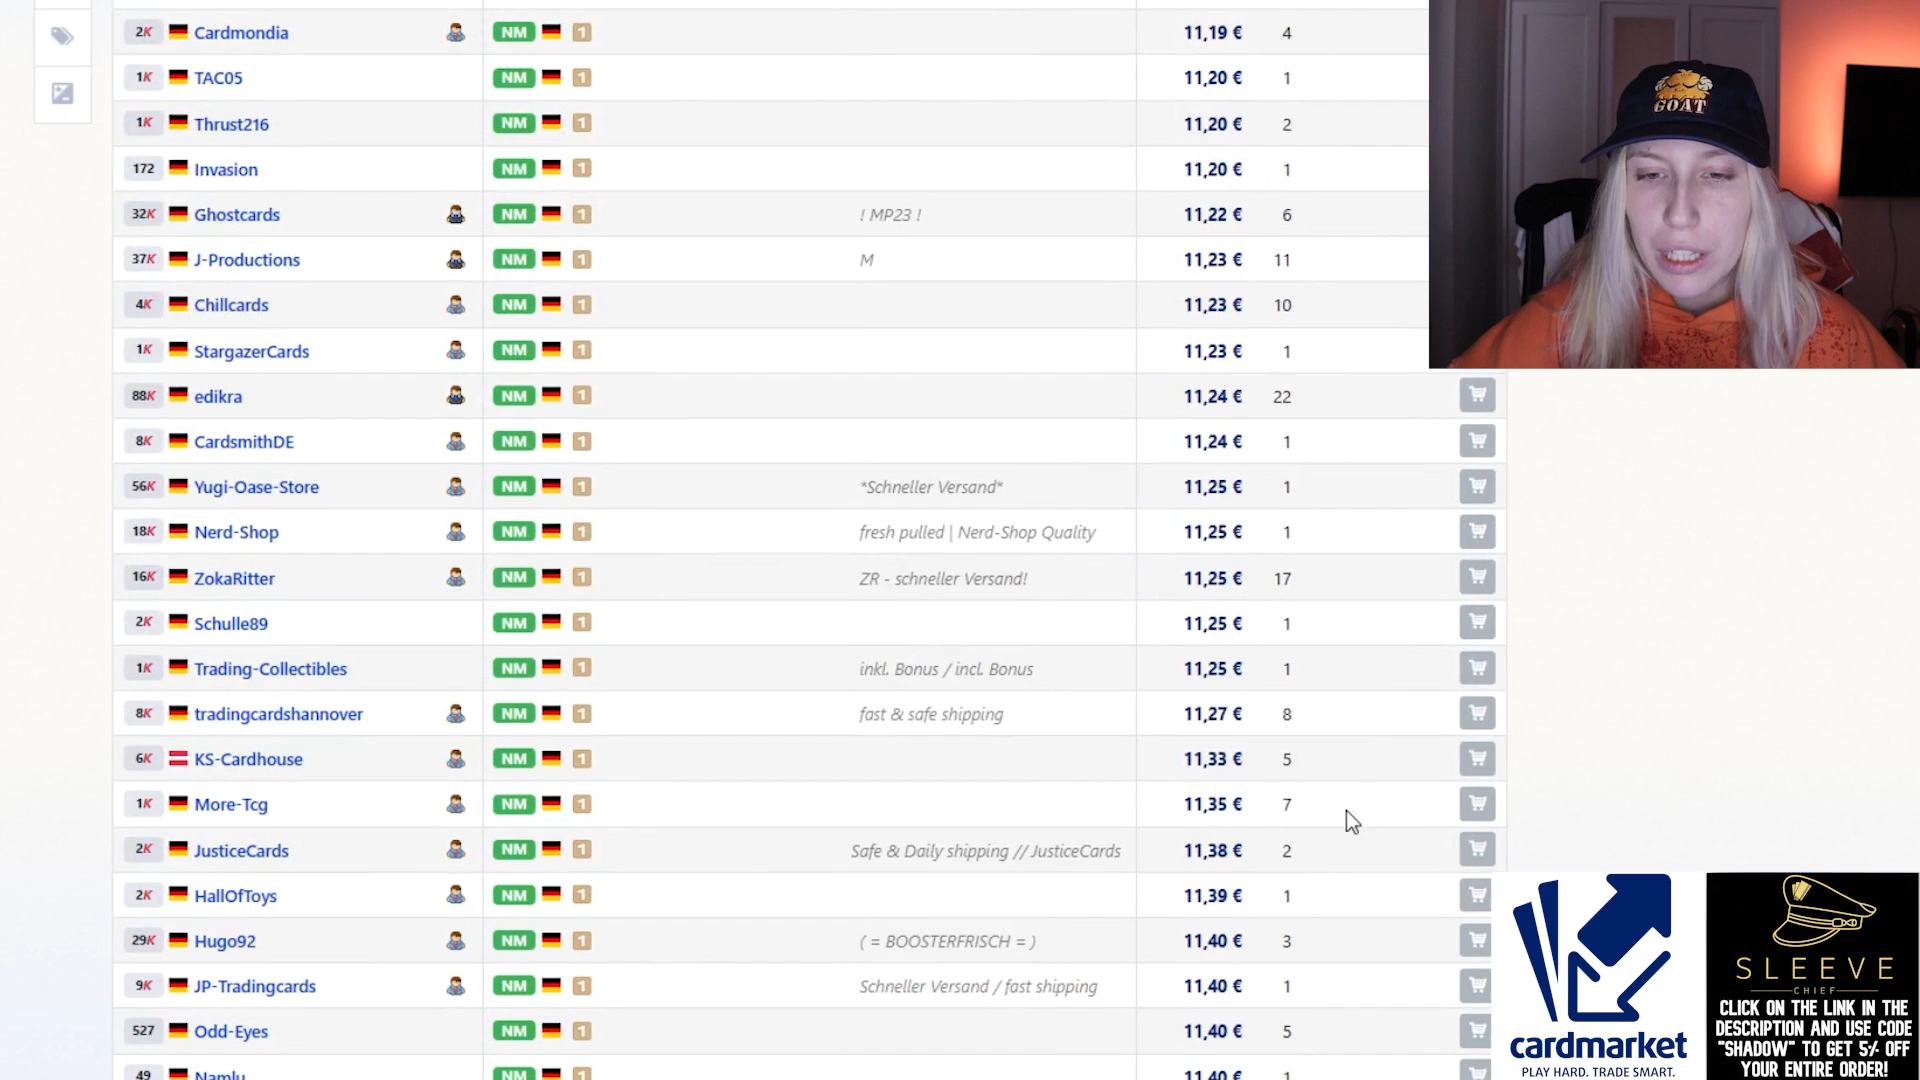 2K Cardmondia NM 1 11,19 € 4
1K TAC05 NM 1 11,20 € 1
1K Thrust216 NM 1 11,20 € 2
172 Invasion NM 1 11,20 € 1
32K Ghostcards NM 1 ! MP23 ! 11,22 € 6
37K J-Productions NM 1 M 11,23 € 11
4K Chillcards NM 1 11,23 € 10
1K StargazerCards NM 1 11,23 € 1
88K edikra NM 1 11,24 € 22
8K CardsmithDE NM 1 11,24 € 1
56K Yugi-Oase-Store NM 1 *Schneller Versand* 11,25 € 1
18K Nerd-Shop NM 1 fresh pulled | Nerd-Shop Quality 11,25 € 1
16K ZokaRitter NM 1 ZR - schneller Versand! 11,25 € 17
2K Schulle89 NM 1 11,25 € 1
1K Trading-Collectibles NM 1 inkl. Bonus / incl. Bonus 11,25 € 1
8K tradingcardshannover NM 1 fast & safe shipping 11,27 € 8
6K KS-Cardhouse NM 1 11,33 € 5
1K More-Tcg NM 1 11,35 € 7
2K JusticeCards NM 1 Safe & Daily shipping // JusticeCards 11,38 € 2
2K HallOfToys NM 1 11,39 € 1
29K Hugo92 NM 1 ( = BOOSTERFRISCH = ) 11,40 € 3
9K JP-Tradingcards NM 1 Schneller Versand / fast shipping 11,40 € 1
527 Odd-Eyes NM 1 11,40 € 5
49 Namlu NM 1 11,40 € 1
GOAT
cardmarket
PLAY HARD. TRADE SMART.
SLEEVE
CHIEF
CLICK ON THE LINK IN THE
DESCRIPTION AND USE CODE
"SHADOW" TO GET 5% OFF
YOUR ENTIRE ORDER!